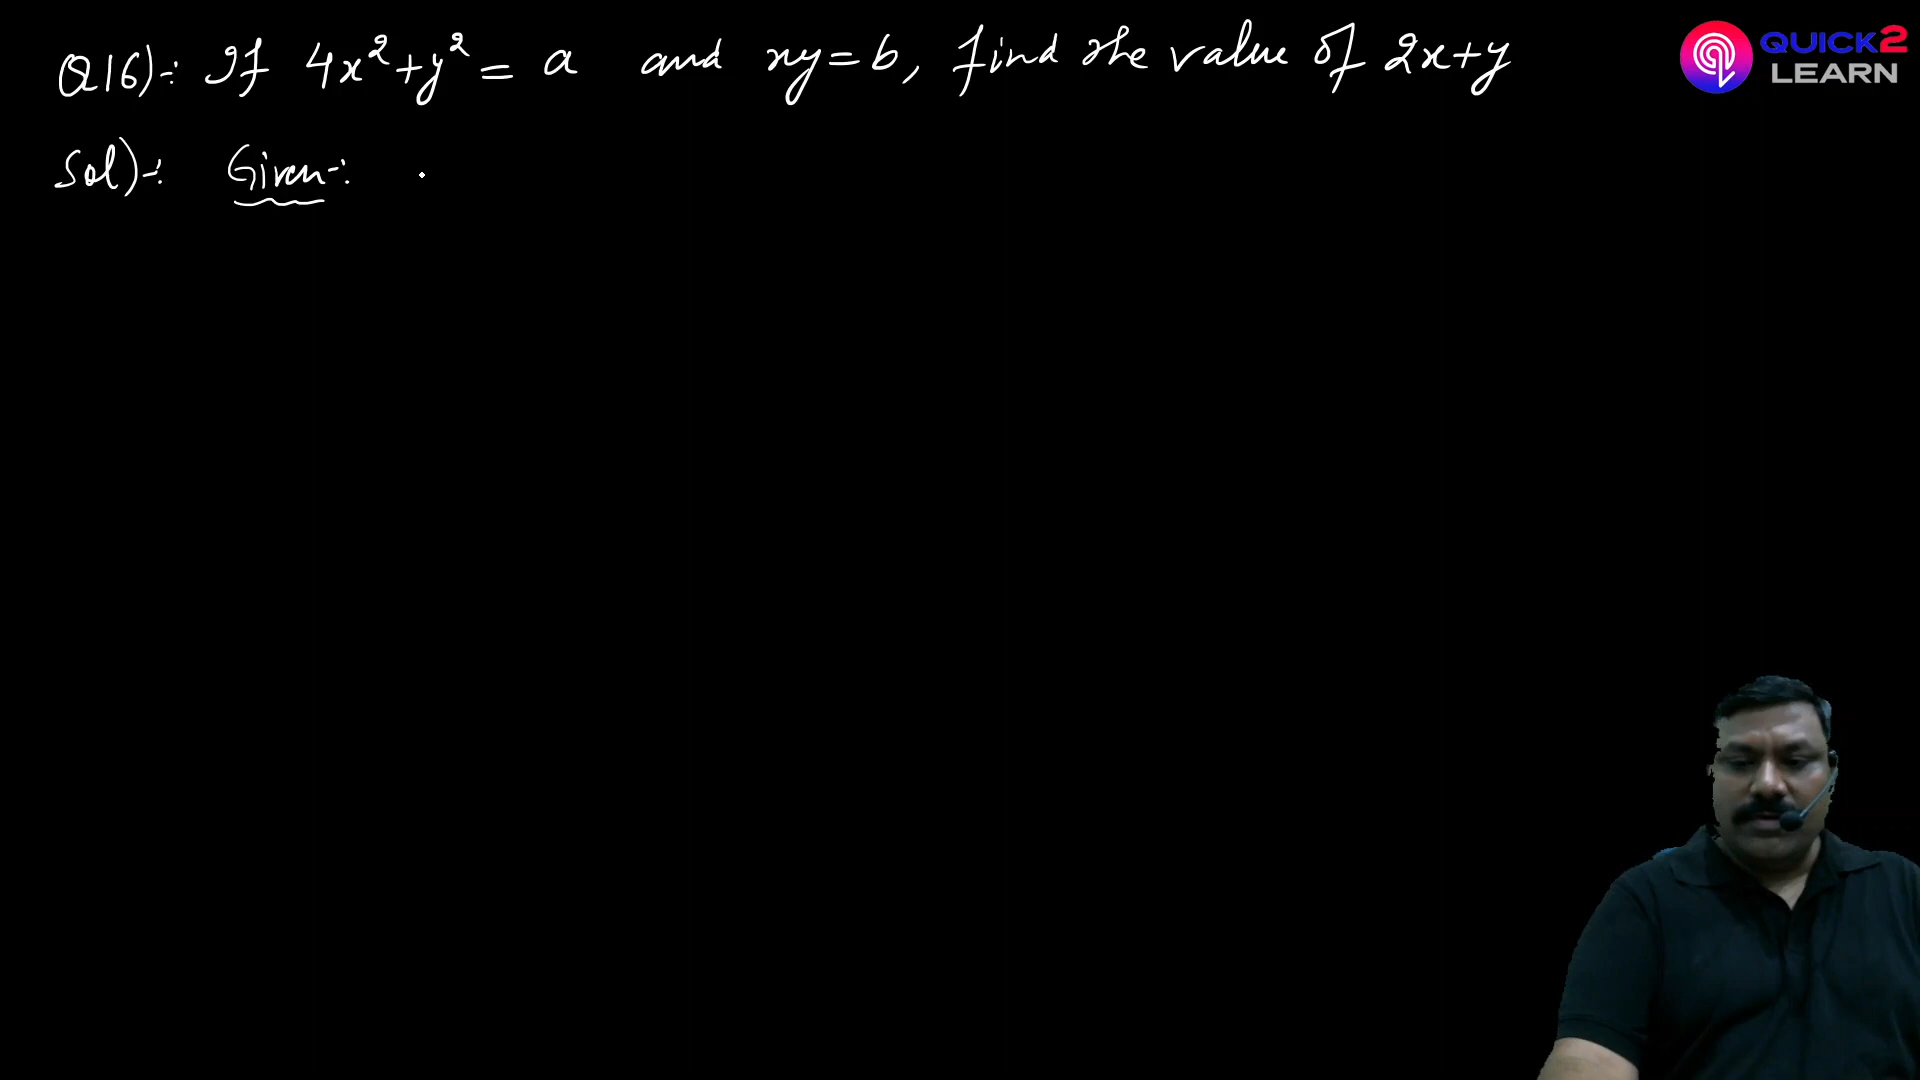 Q16):- If 4x²+y² = a and xy=b, find the value of 2x+y
QUICK2
LEARN
Sol):- Given:-